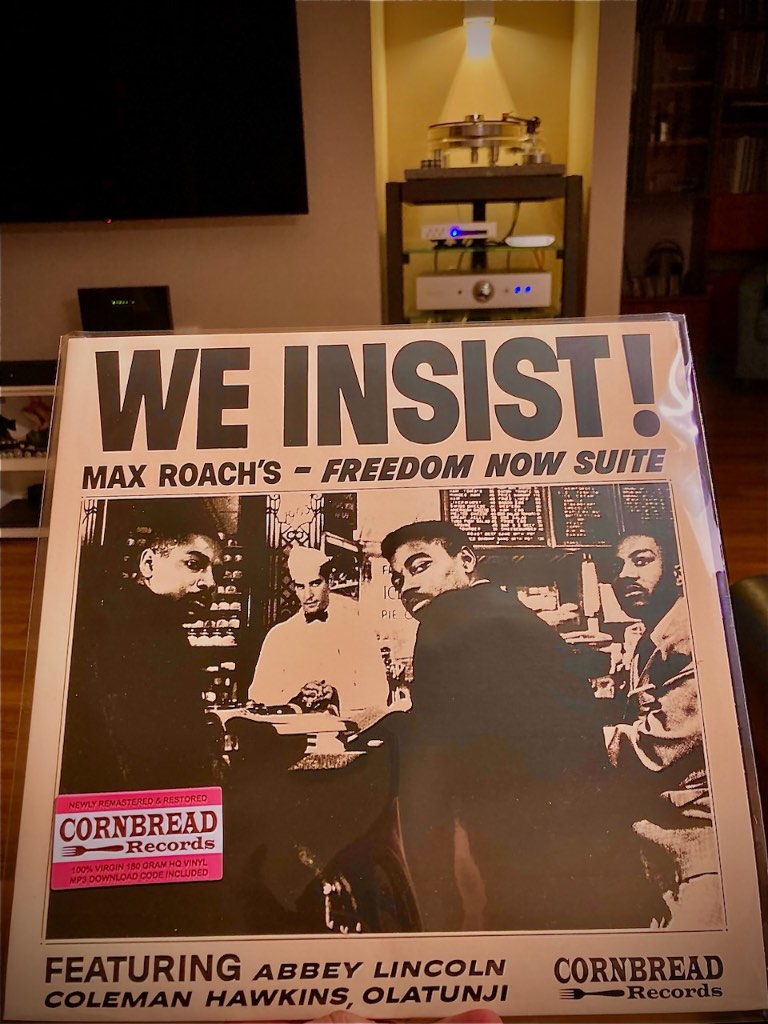 WE INSIST!
MAX ROACH'S - FREEDOM NOW SUITE
PIE
NEWLY REMASTERED & RESTORED
CORNBREAD
Records
100% VIRGIN 180 GRAM HQ VINYL
MP3 DOWNLOAD CODE INCLUDED
FEATURING ABBEY LINCOLN
COLEMAN HAWKINS, OLATUNJI
CORNBREAD
Records